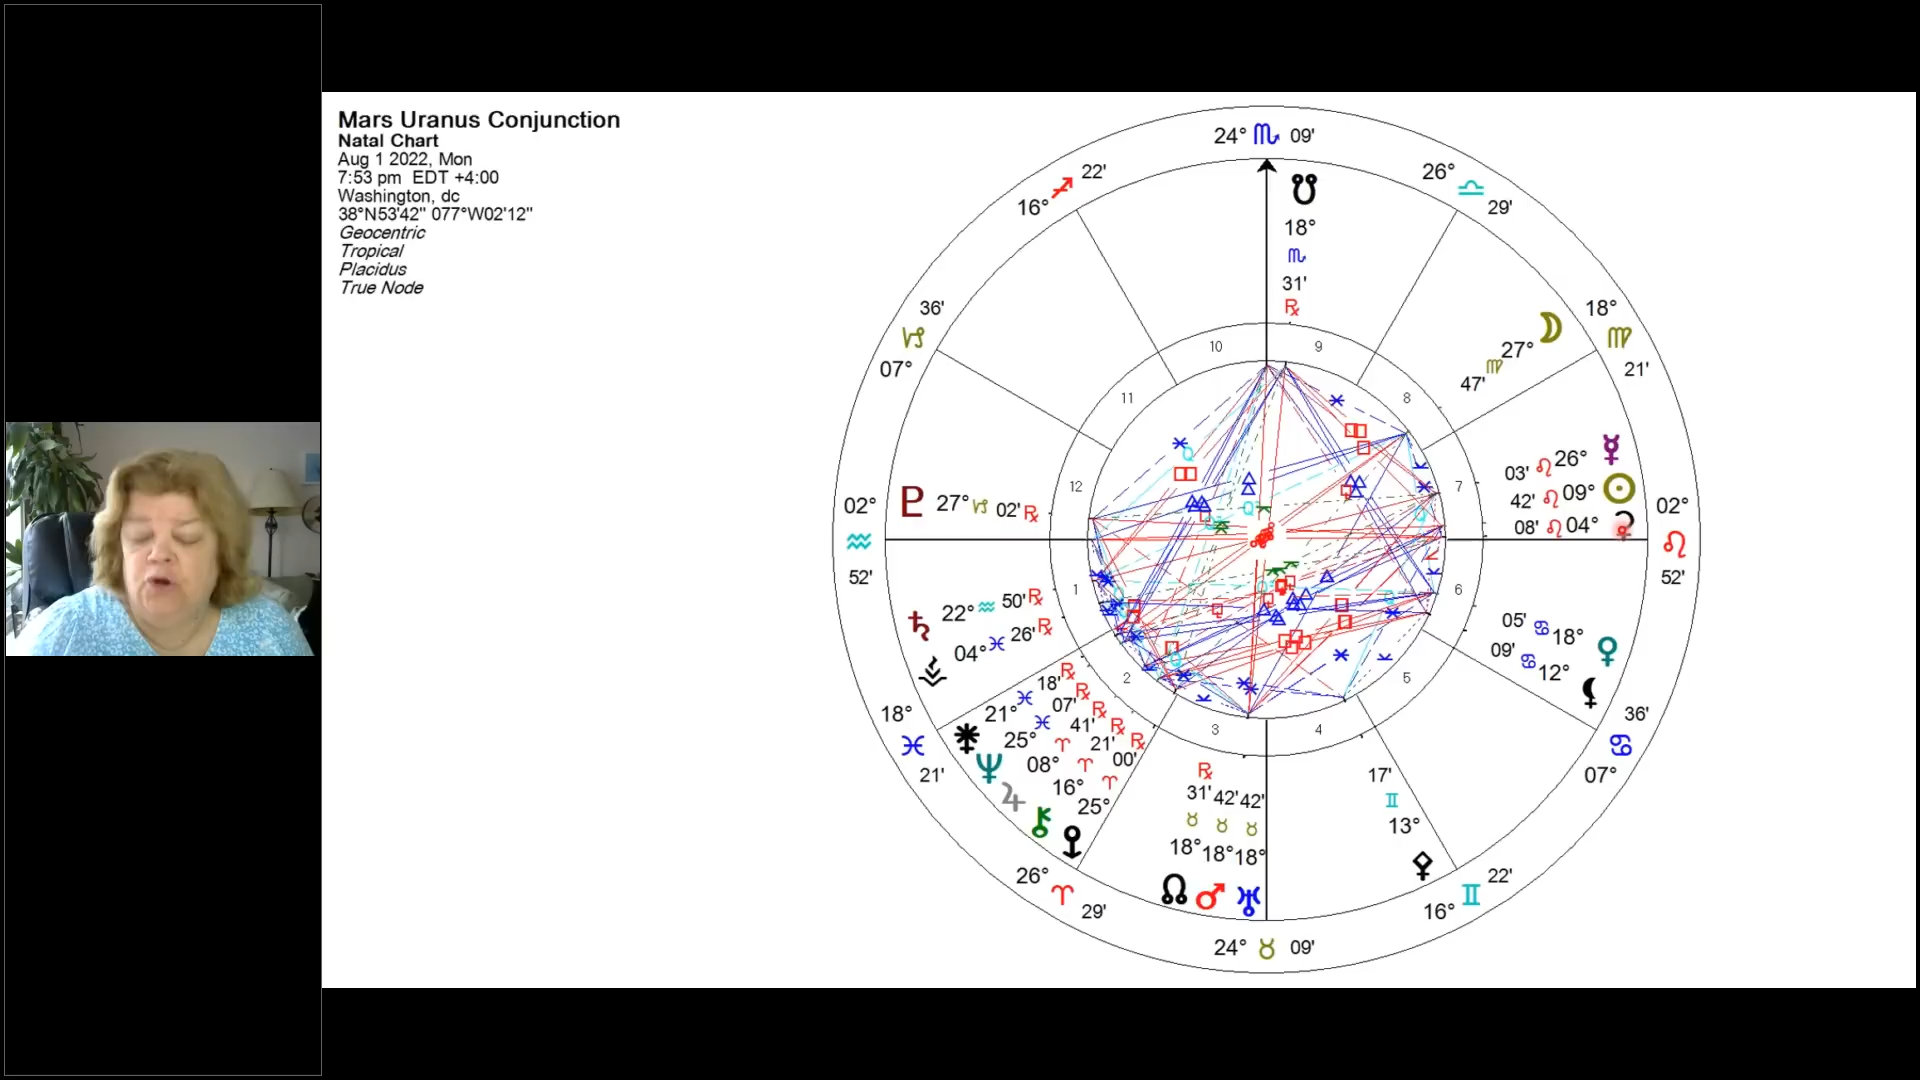 Mars Uranus Conjunction
Natal Chart
Aug 1 2022, Mon
7:53 pm EDT +4:00
Washington, dc
38°N53'42" 077°W02'12"
Geocentric
Tropical
Placidus
True Node
24° ♏ 09'
16° ♐ 22'
26° ♎ 29'
36' ♑ 07°
18° ♍ 21'
02° ♒ 52'
02° ♌ 52'
18° ♓ 21'
36' ♋ 07°
26° ♈ 29'
16° ♊ 22'
24° ♉ 09'
☋ 18° ♏ 31' ℞
☽ 27° ♍ 47'
03' ♌ 26° ☿
42' ♌ 09° ☉
08' ♌ 04° ⚳
♇ 27° ♑ 02' ℞
♄ 22° ♒ 50' ℞
04° ♓ 26' ℞
21° ♓ 18' ℞
♆ 25° ♓ 07' ℞
♃ 08° ♈ 41' ℞
⚷ 16° ♈ 21' ℞
25° ♈ 00' ℞
☊ 18° ♉ 31' ℞
♂ 18° ♉ 42'
♅ 18° ♉ 42'
17' ♊ 13° ⚴
05' ♋ 18° ♀
09' ♋ 12° ⚸
10
9
11
8
12
7
1
6
2
5
3
4